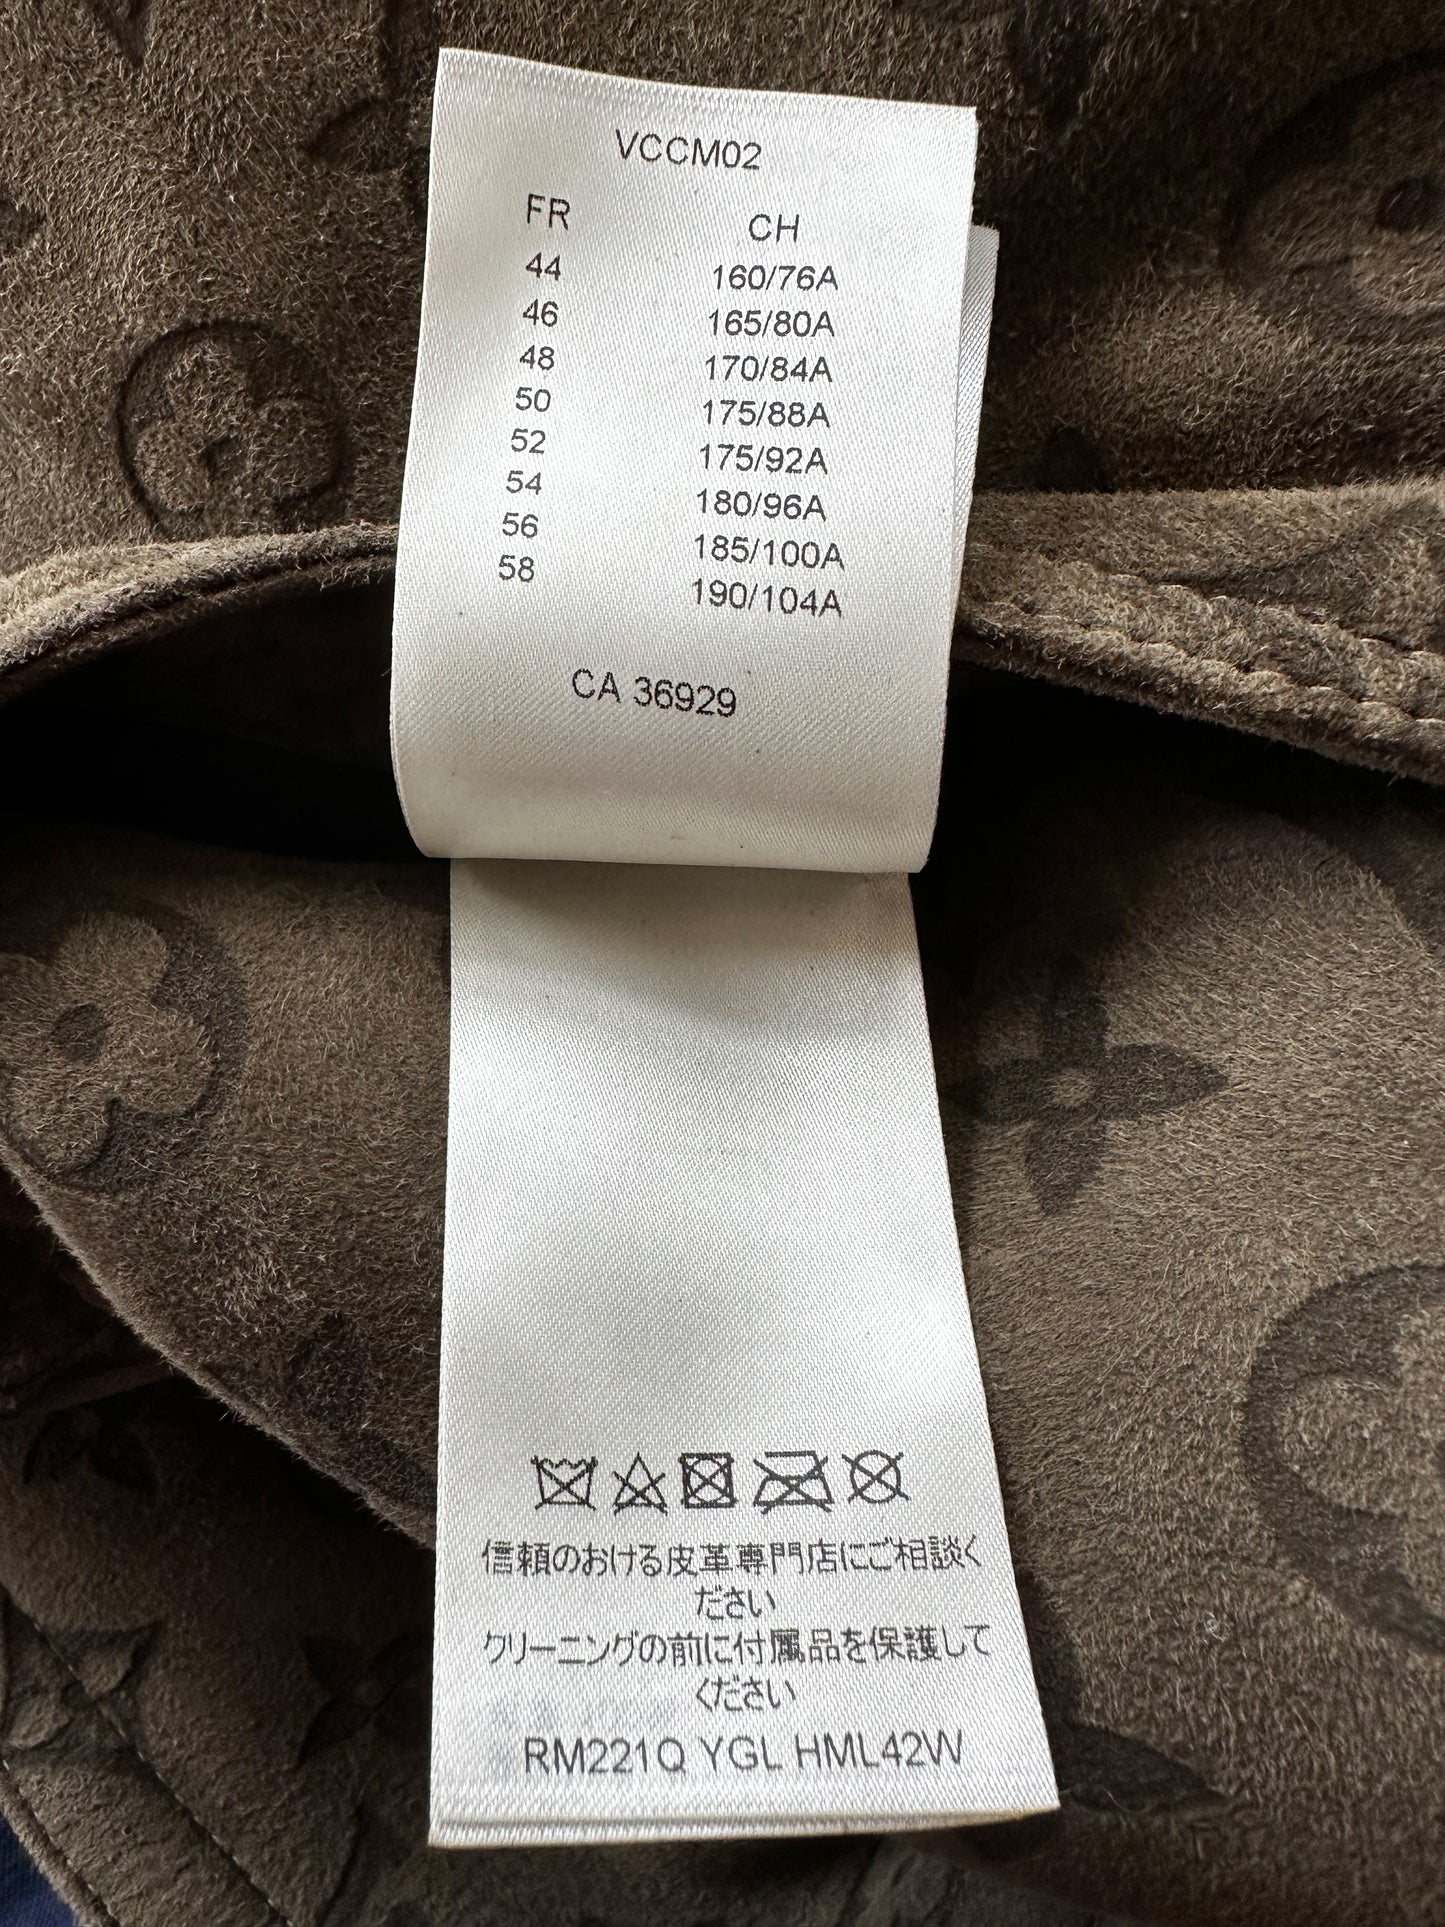 VCCM02
FR CH
44 160/76A
46 165/80A
48 170/84A
50 175/88A
52 175/92A
54 180/96A
56 185/100A
58 190/104A
CA 36929
信頼のおける皮革専門店にご相談く
ださい
クリーニングの前に付属品を保護して
ください
RM221Q YGL HML42W